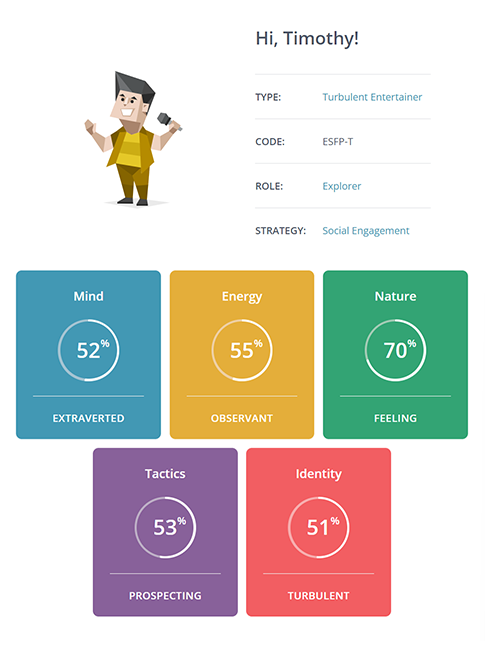 Hi, Timothy!
TYPE: Turbulent Entertainer
CODE: ESFP-T
ROLE: Explorer
STRATEGY: Social Engagement
Mind Energy Nature
52% 55% 70%
EXTRAVERTED OBSERVANT FEELING
Tactics Identity
53% 51%
PROSPECTING TURBULENT